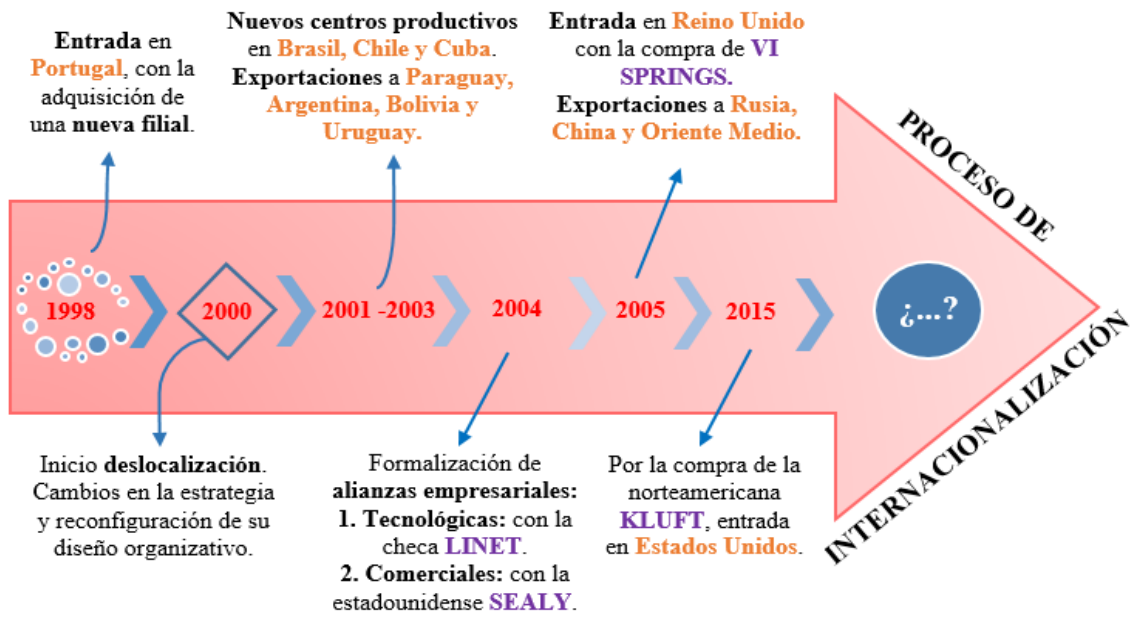 Entrada en
Portugal, con la
adquisición de
una nueva filial.
Nuevos centros productivos
en Brasil, Chile y Cuba.
Exportaciones a Paraguay,
Argentina, Bolivia y
Uruguay.
Entrada en Reino Unido
con la compra de VI
SPRINGS.
Exportaciones a Rusia,
China y Oriente Medio.
PROCESO DE
INTERNACIONALIZACIÓN
1998
2000
2001 -2003
2004
2005
2015
¿...?
Inicio deslocalización.
Cambios en la estrategia
y reconfiguración de su
diseño organizativo.
Formalización de
alianzas empresariales:
1. Tecnológicas: con la
checa LINET.
2. Comerciales: con la
estadounidense SEALY.
Por la compra de la
norteamericana
KLUFT, entrada
en Estados Unidos.